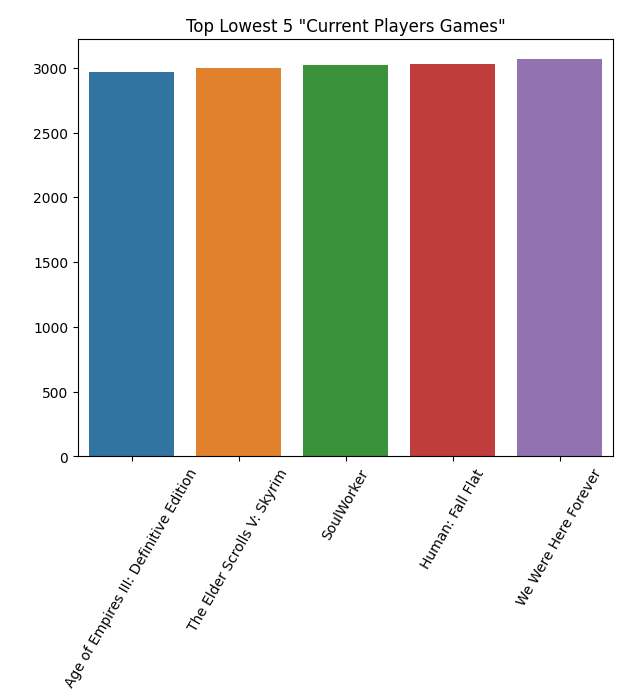 Top Lowest 5 "Current Players Games"
3000
2500
2000
1500
1000
500
0
Age of Empires III: Definitive Edition
The Elder Scrolls V: Skyrim
SoulWorker
Human: Fall Flat
We Were Here Forever